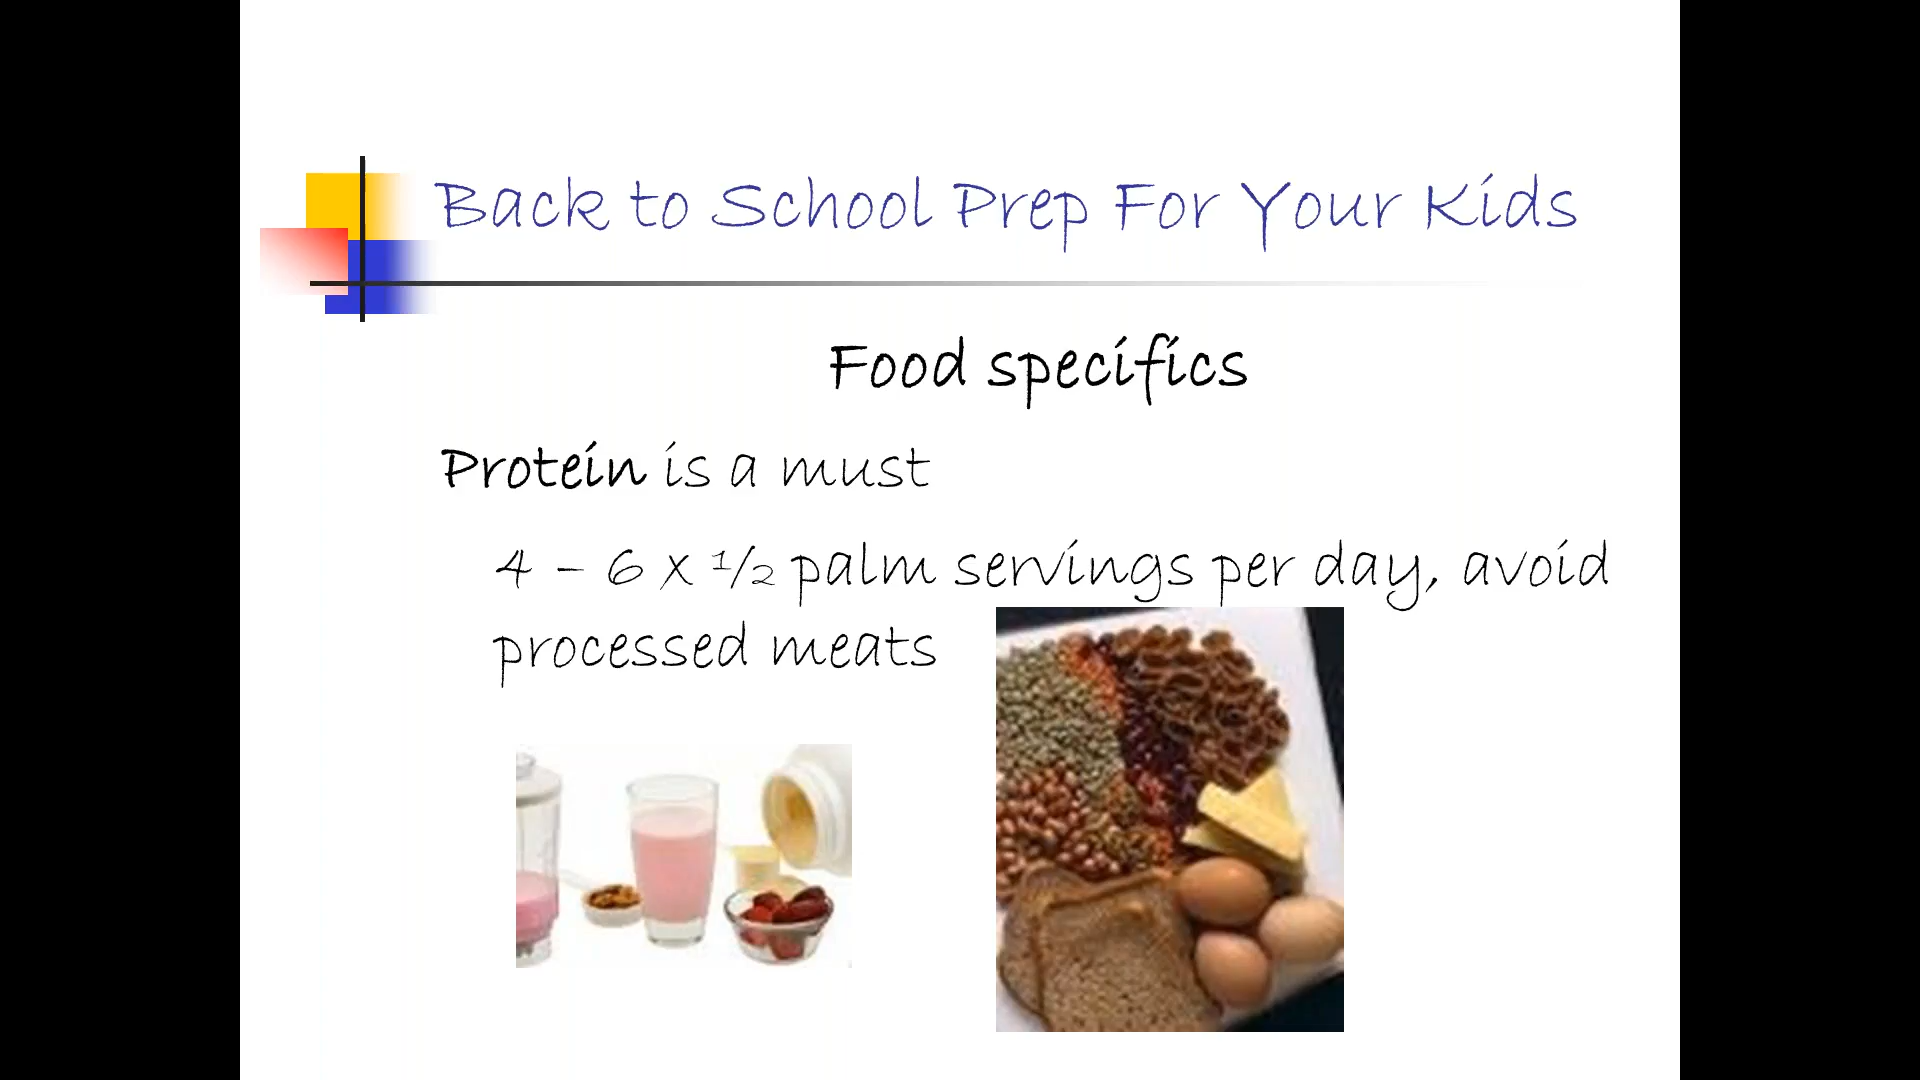 Back to School Prep For Your Kids
Food specifics
Protein is a must
4 – 6 x ½ palm servings per day, avoid
processed meats